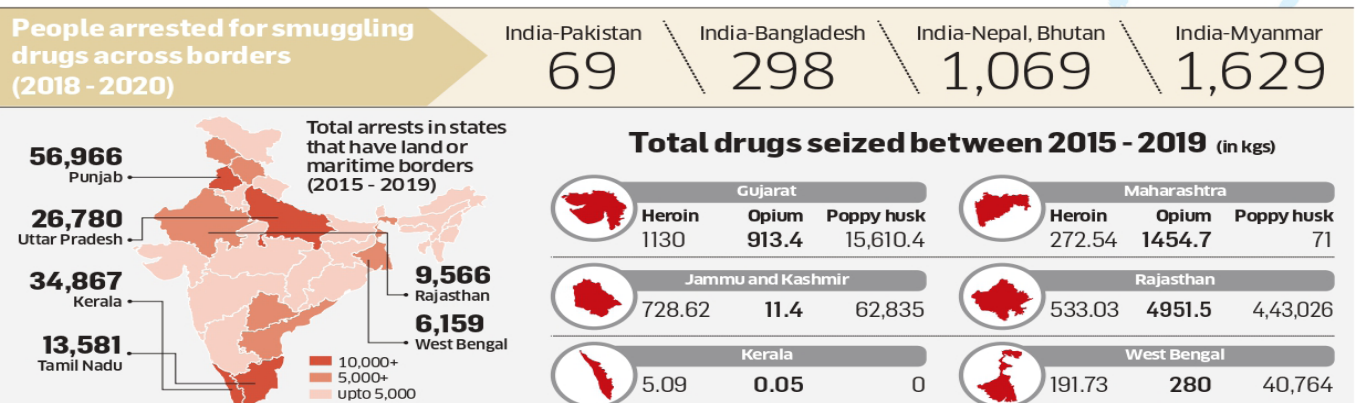 People arrested for smuggling
drugs across borders
(2018 - 2020)
India-Pakistan
69
India-Bangladesh
298
India-Nepal, Bhutan
1,069
India-Myanmar
1,629
Total arrests in states
that have land or
maritime borders
(2015 - 2019)
56,966
Punjab
26,780
Uttar Pradesh
34,867
Kerala
13,581
Tamil Nadu
9,566
Rajasthan
6,159
West Bengal
10,000+
5,000+
upto 5,000
Total drugs seized between 2015 - 2019 (in kgs)
Gujarat
Heroin Opium Poppy husk
1130 913.4 15,610.4
Maharashtra
Heroin Opium Poppy husk
272.54 1454.7 71
Jammu and Kashmir
728.62 11.4 62,835
Rajasthan
533.03 4951.5 4,43,026
Kerala
5.09 0.05 0
West Bengal
191.73 280 40,764